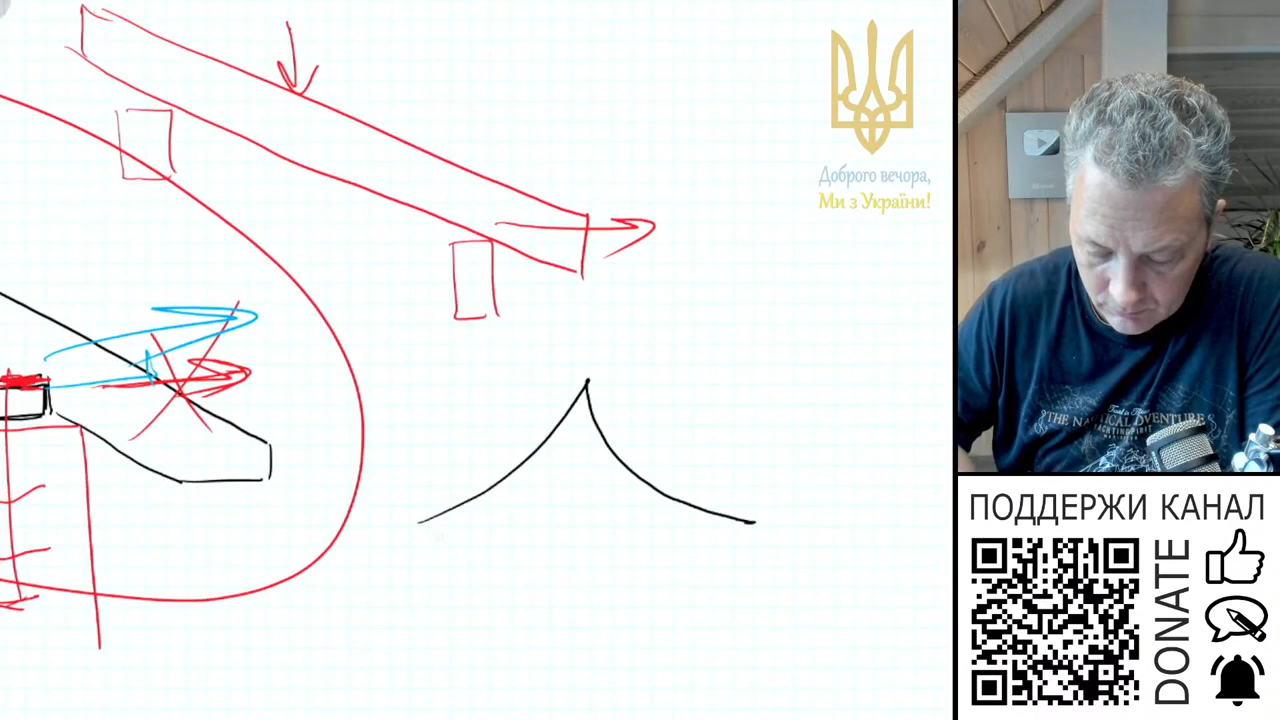 Доброго вечора,
Ми з України!
THE NAUTICAL ADVENTURE
ПОДДЕРЖИ КАНАЛ
DONATE